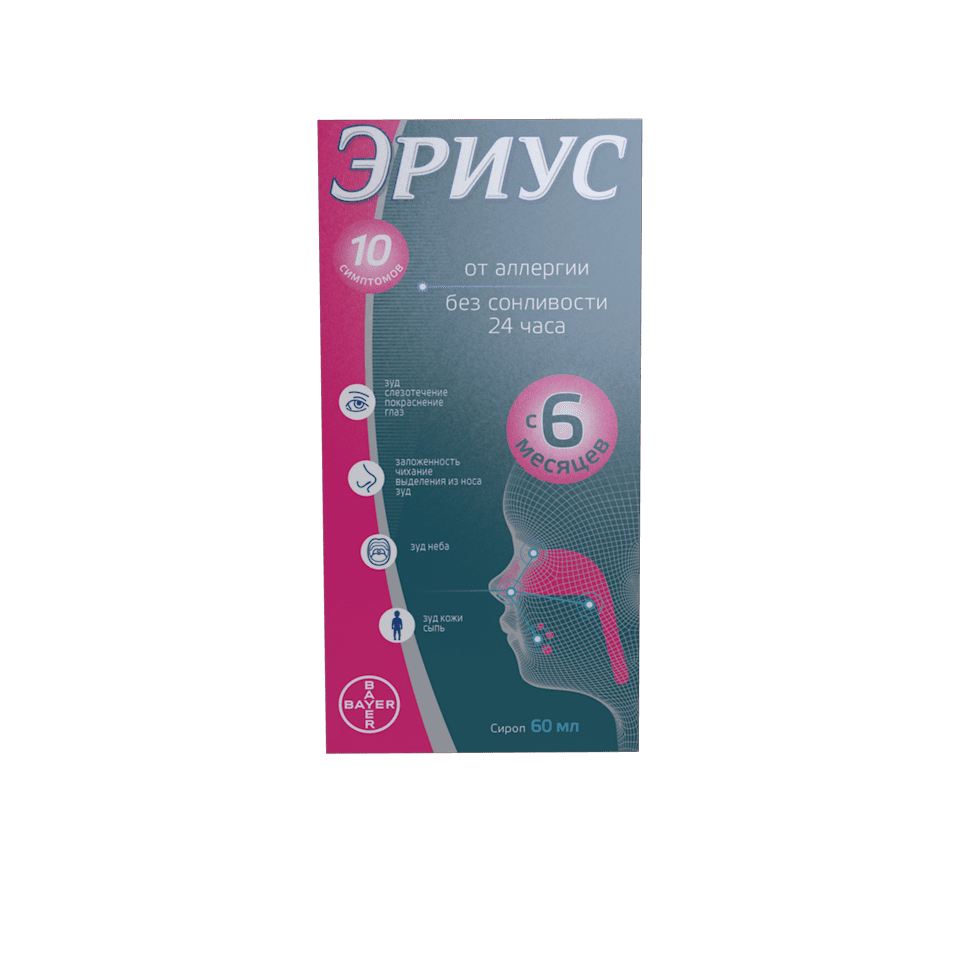 ЭРИУС
10
симптомов
от аллергии
без сонливости
24 часа
зуд
слезотечение
покраснение
глаз
с 6
месяцев
заложенность
чихание
выделения из носа
зуд
зуд неба
зуд кожи
сыпь
BAYER
BAYER
Сироп 60 мл